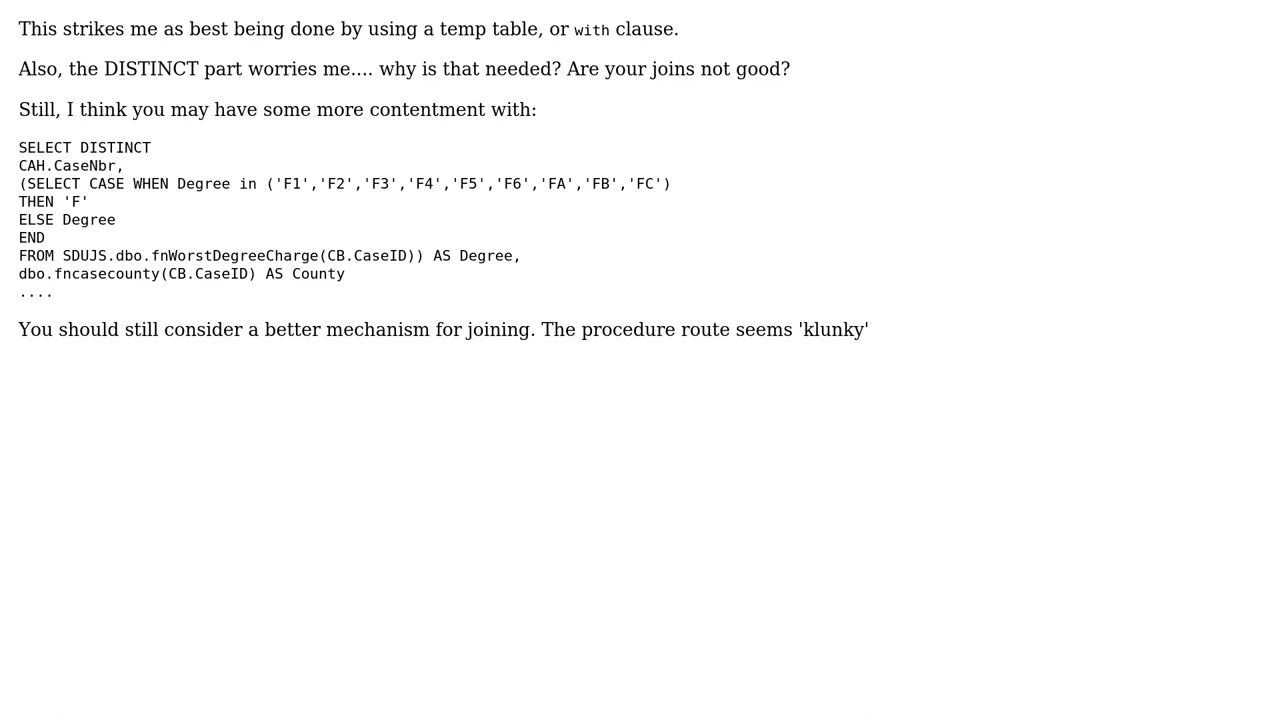 This strikes me as best being done by using a temp table, or with clause.
Also, the DISTINCT part worries me.... why is that needed? Are your joins not good?
Still, I think you may have some more contentment with:
SELECT DISTINCT
CAH.CaseNbr,
(SELECT CASE WHEN Degree in ('F1','F2','F3','F4','F5','F6','FA','FB','FC')
THEN 'F'
ELSE Degree
END
FROM SDUJS.dbo.fnWorstDegreeCharge(CB.CaseID)) AS Degree,
dbo.fncasecounty(CB.CaseID) AS County
....
You should still consider a better mechanism for joining. The procedure route seems 'klunky'